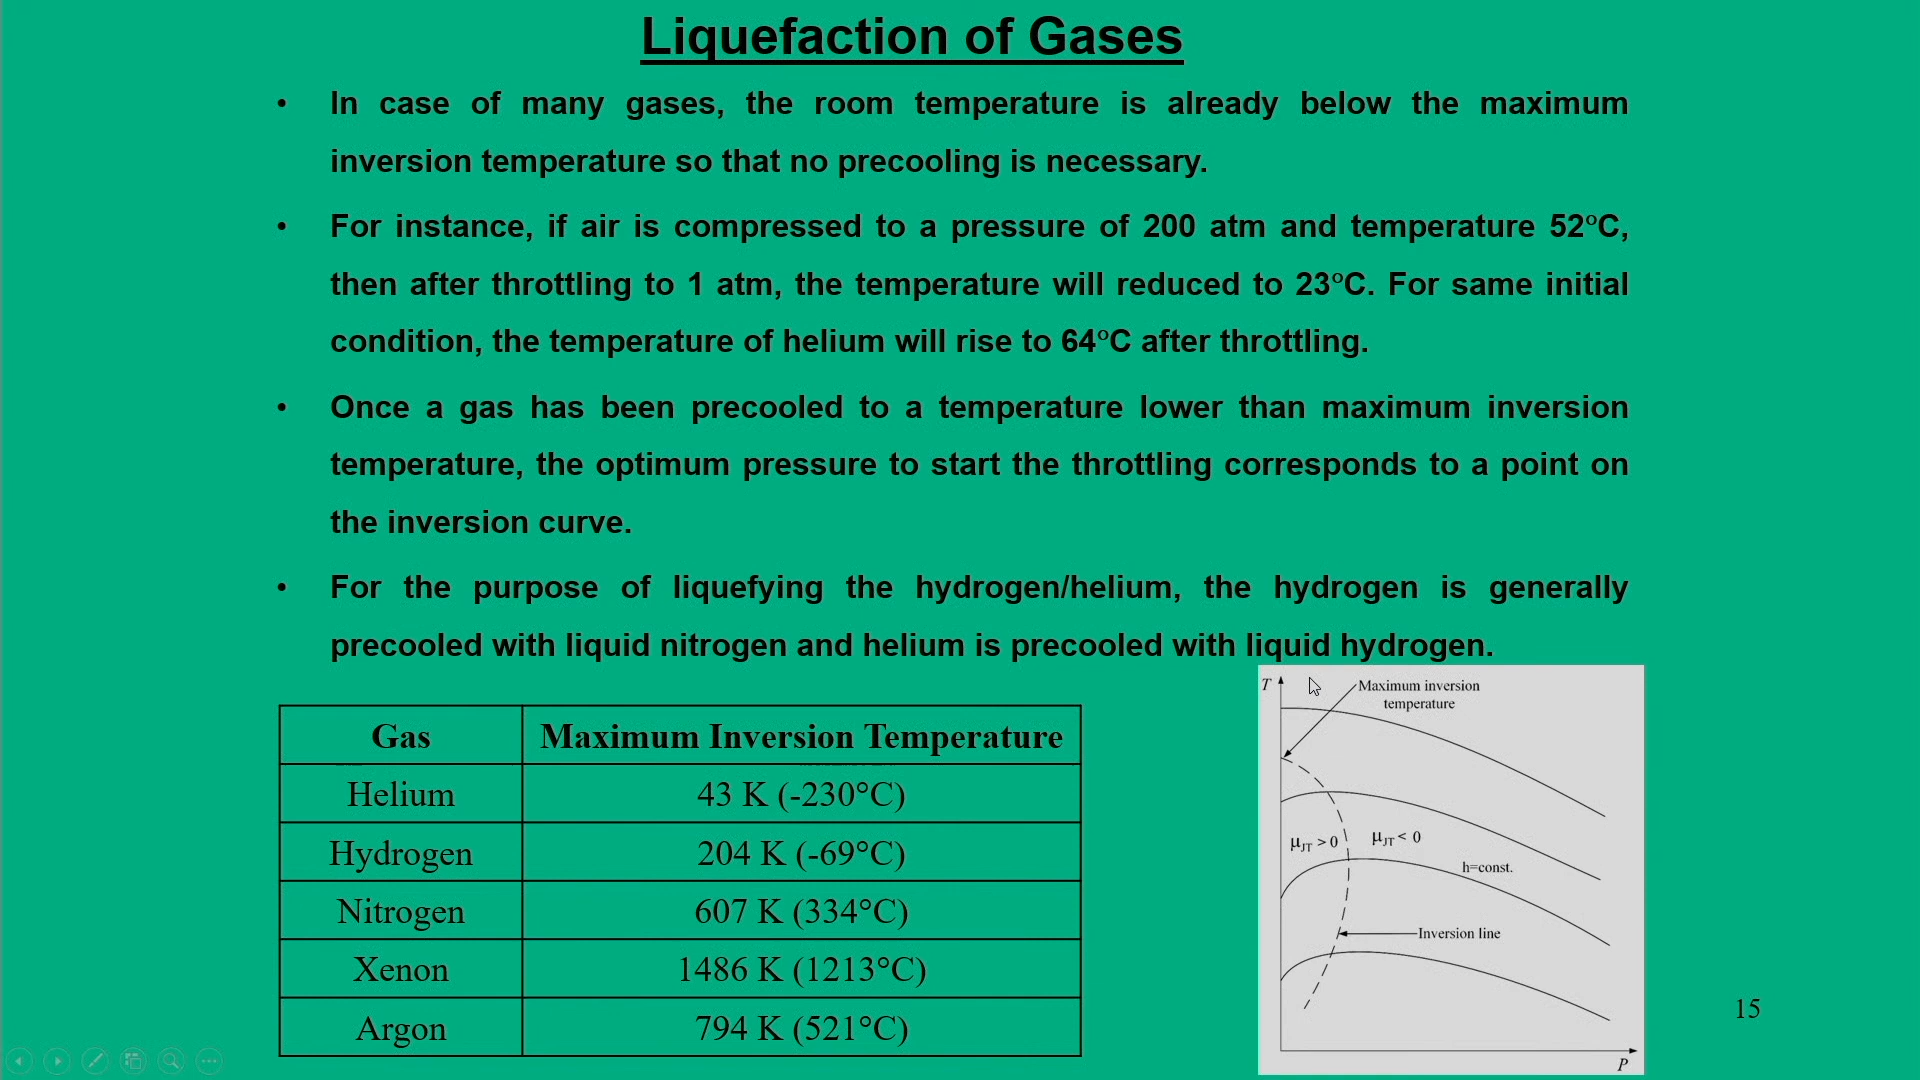 Liquefaction of Gases
• In case of many gases, the room temperature is already below the maximum
inversion temperature so that no precooling is necessary.
• For instance, if air is compressed to a pressure of 200 atm and temperature 52ºC,
then after throttling to 1 atm, the temperature will reduced to 23ºC. For same initial
condition, the temperature of helium will rise to 64ºC after throttling.
• Once a gas has been precooled to a temperature lower than maximum inversion
temperature, the optimum pressure to start the throttling corresponds to a point on
the inversion curve.
• For the purpose of liquefying the hydrogen/helium, the hydrogen is generally
precooled with liquid nitrogen and helium is precooled with liquid hydrogen.
Gas Maximum Inversion Temperature
Helium 43 K (-230°C)
Hydrogen 204 K (-69°C)
Nitrogen 607 K (334°C)
Xenon 1486 K (1213°C)
Argon 794 K (521°C)
T
Maximum inversion
temperature
μJT > 0
μJT < 0
h=const.
Inversion line
P
15